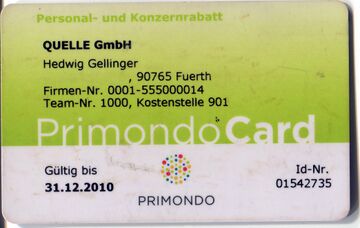 Personal- und Konzernrabatt
QUELLE GmbH
Hedwig Gellinger
, 90765 Fuerth
Firmen-Nr. 0001-555000014
Team-Nr. 1000, Kostenstelle 901
PrimondoCard
Gültig bis
31.12.2010
PRIMONDO
Id-Nr.
01542735